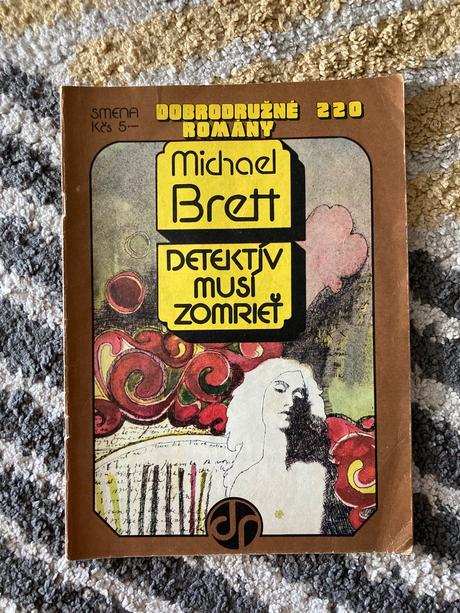 SMENA
Kčs 5,—
DOBRODRUŽNÉ 220
ROMÁNY
Michael
Brett
DETEKTÍV
MUSÍ
ZOMRIEŤ
dr